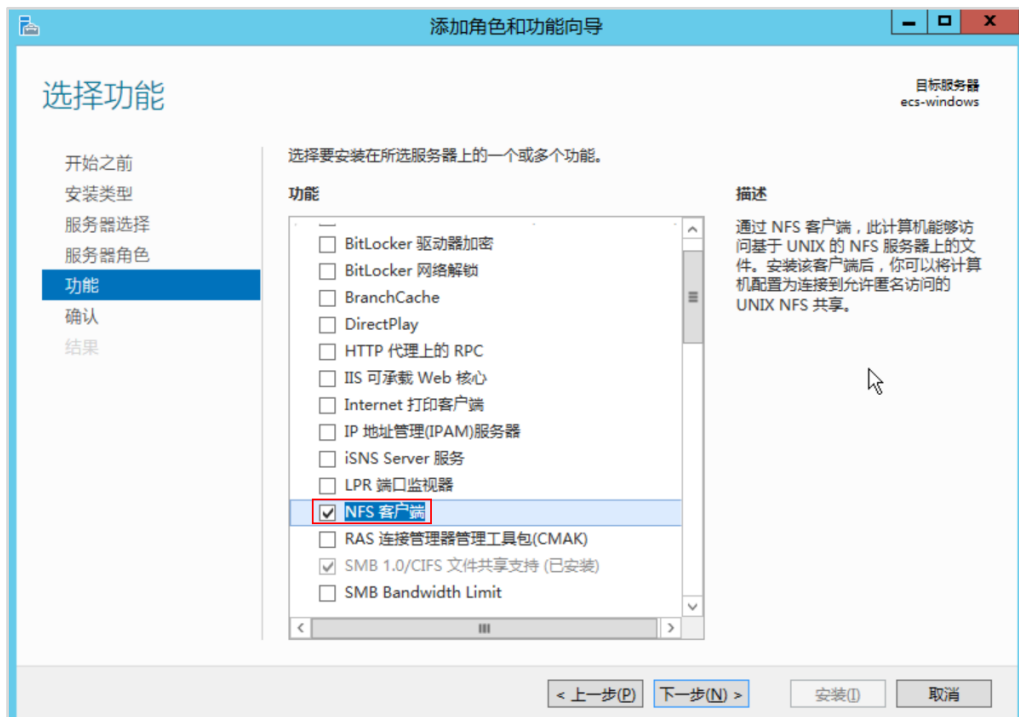 添加角色和功能向导
选择功能
目标服务器
ecs-windows
开始之前
安装类型
服务器选择
服务器角色
功能
确认
结果
选择要安装在所选服务器上的一个或多个功能。
功能
BitLocker 驱动器加密
BitLocker 网络解锁
BranchCache
DirectPlay
HTTP 代理上的 RPC
IIS 可承载 Web 核心
Internet 打印客户端
IP 地址管理(IPAM)服务器
iSNS Server 服务
LPR 端口监视器
NFS 客户端
RAS 连接管理器管理工具包(CMAK)
SMB 1.0/CIFS 文件共享支持 (已安装)
SMB Bandwidth Limit
描述
通过 NFS 客户端，此计算机能够访
问基于 UNIX 的 NFS 服务器上的文
件。安装该客户端后，你可以将计算
机配置为连接到允许匿名访问的
UNIX NFS 共享。
< 上一步(P)
下一步(N) >
安装(I)
取消